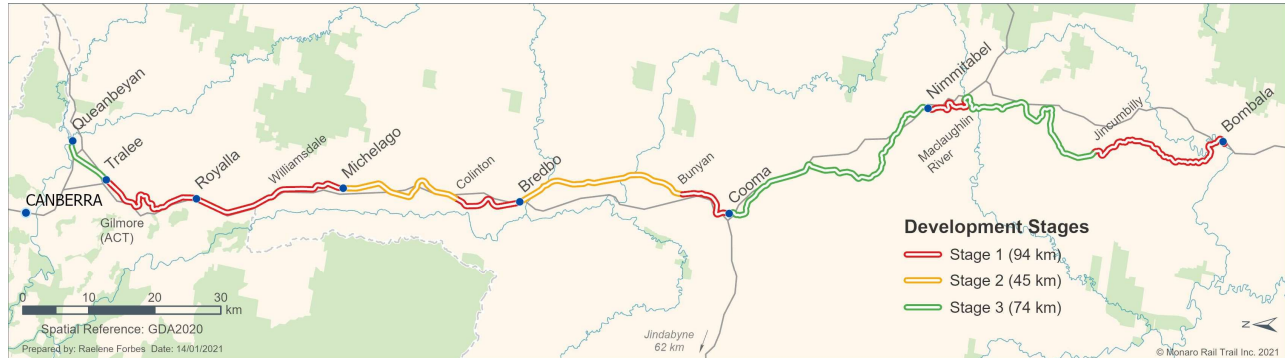 Queanbeyan
Tralee
CANBERRA
Gilmore
(ACT)
Royalla
Williamsdale
Michelago
Colinton
Bredbo
Bunyan
Cooma
Jindabyne
62 km
Nimmitabel
Maclaughlin
River
Jincumbilly
Bombala
Development Stages
Stage 1 (94 km)
Stage 2 (45 km)
Stage 3 (74 km)
0 10 20 30
km
Spatial Reference: GDA2020
Prepared by: Raelene Forbes Date: 14/01/2021
N
© Monaro Rail Trail Inc. 2021